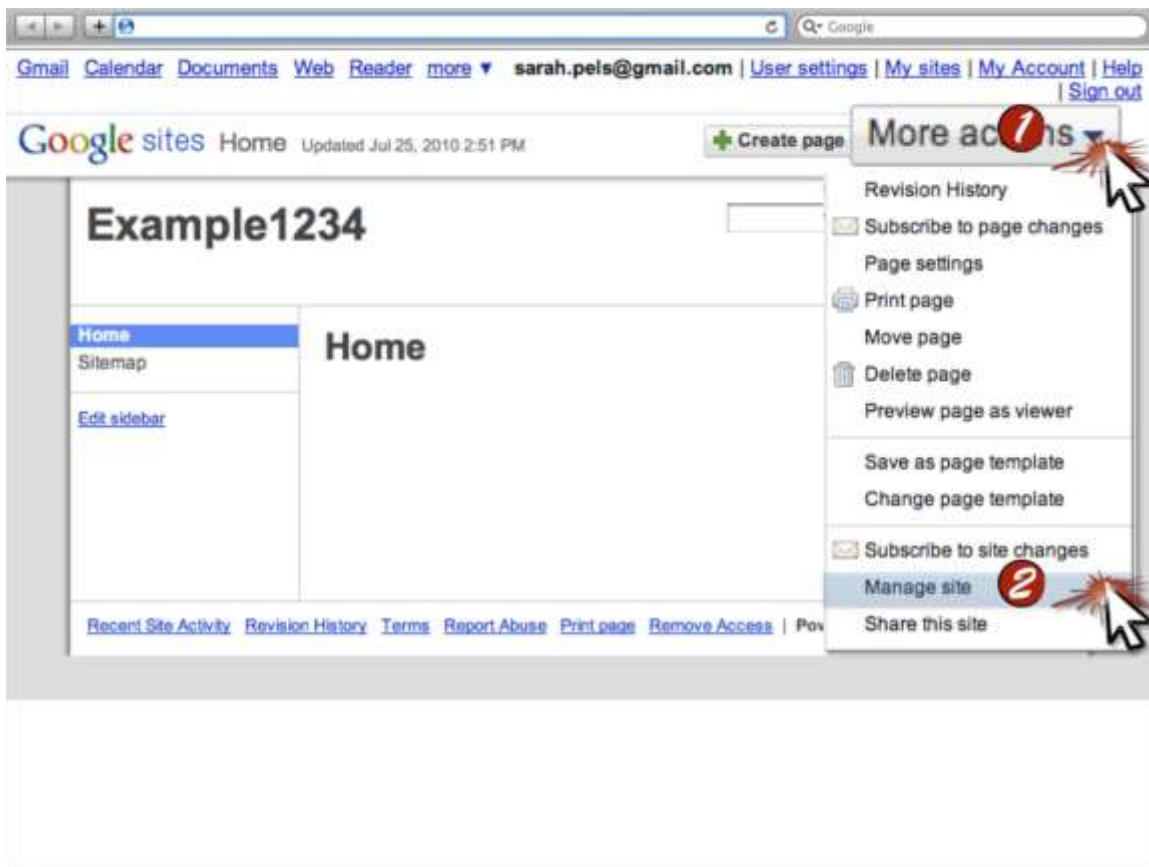 Google
Gmail Calendar Documents Web Reader more ▼ sarah.pels@gmail.com | User settings | My sites | My Account | Help
| Sign out
Google sites Home Updated Jul 25, 2010 2:51 PM
Create page
More actions
1
Revision History
Subscribe to page changes
Page settings
Print page
Move page
Delete page
Preview page as viewer
Save as page template
Change page template
Subscribe to site changes
Manage site 2
Share this site
Example1234
Home
Sitemap
Edit sidebar
Home
Recent Site Activity Revision History Terms Report Abuse Print page Remove Access | Pow